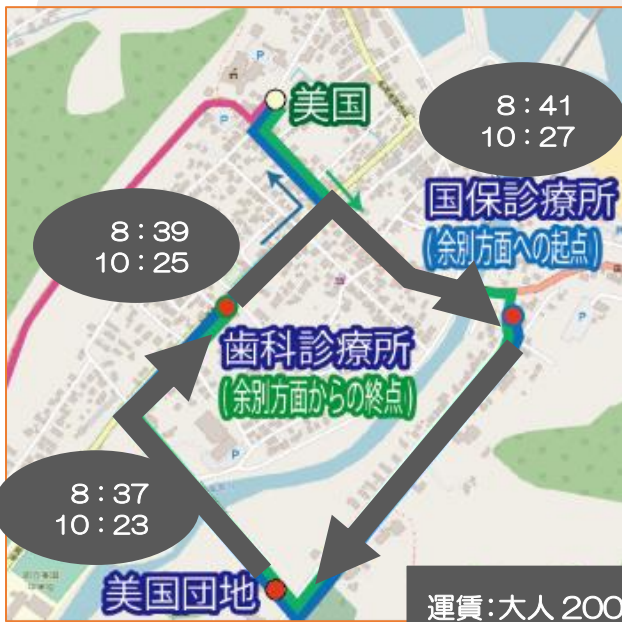 美国
8：41
10：27
国保診療所
(余別方面への起点)
8：39
10：25
歯科診療所
(余別方面からの終点)
P
P
P
P
P
8：37
10：23
美国団地
運賃：大人 200